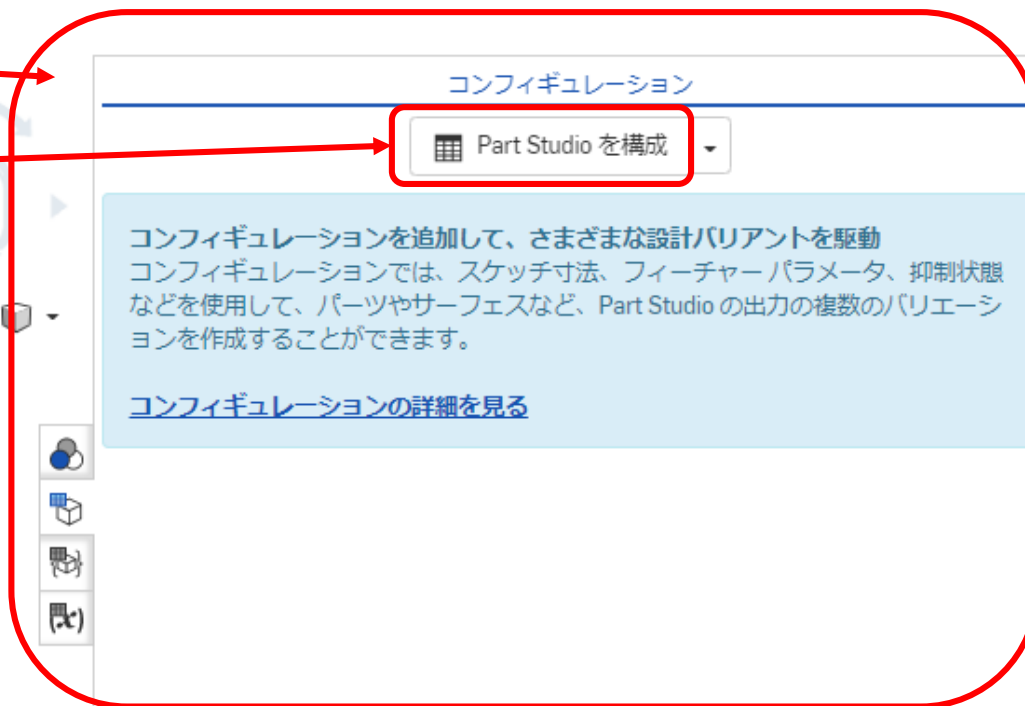 コンフィギュレーション
Part Studio を構成
コンフィギュレーションを追加して、さまざまな設計バリアントを駆動
コンフィギュレーションでは、スケッチ寸法、フィーチャー パラメータ、抑制状態
などを使用して、パーツやサーフェスなど、Part Studio の出力の複数のバリエーシ
ョンを作成することができます。
コンフィギュレーションの詳細を見る
(x)